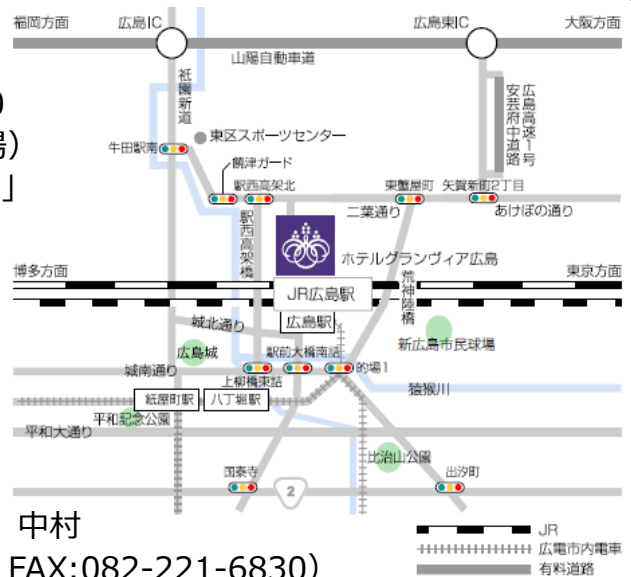 福岡方面
広島IC
広島東IC
大阪方面
山陽自動車道
祇園新道
広島高速1号
安芸府中道路
牛田駅南
東区スポーツセンター
饒津ガード
駅西高架北
東蟹屋町
矢賀新町2丁目
二葉通り
あけぼの通り
駅西高架橋
ホテルグランヴィア広島
博多方面
東京方面
荒神陸橋
JR広島駅
広島駅
城北通り
広島城
駅前大橋南詰
新広島市民球場
城南通り
上柳橋東詰
的場1
猿猴川
紙屋町駅
八丁堀駅
平和記念公園
平和大通り
比治山公園
国泰寺
2
出汐町
場）
」
中村
FAX:082-221-6830）
JR
広電市内電車
有料道路